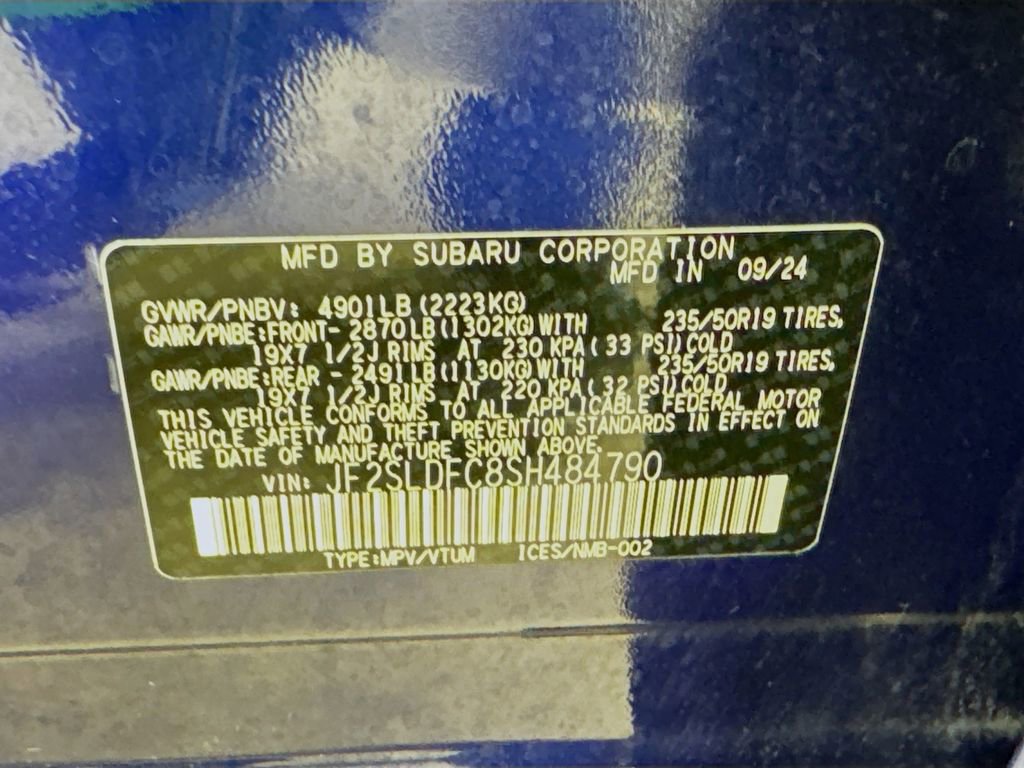 MFD BY SUBARU CORPORATION
MFD IN 09/24
GVWR/PNBV: 4901LB (2223KG)
GAWR/PNBE:FRONT- 2870LB(1302KG)WITH 235/50R19 TIRES,
19X7 1/2J RIMS AT 230 KPA( 33 PSI)COLD
GAWR/PNBE:REAR - 2491LB(1130KG)WITH 235/50R19 TIRES,
19X7 1/2J RIMS AT 220 KPA( 32 PSI)COLD
THIS VEHICLE CONFORMS TO ALL APPLICABLE FEDERAL MOTOR
VEHICLE SAFETY AND THEFT PREVENTION STANDARDS IN EFFECT ON
THE DATE OF MANUFACTURE SHOWN ABOVE.
VIN: JF2SLDFC8SH484790
TYPE:MPV/VTUM ICES/NMB-002